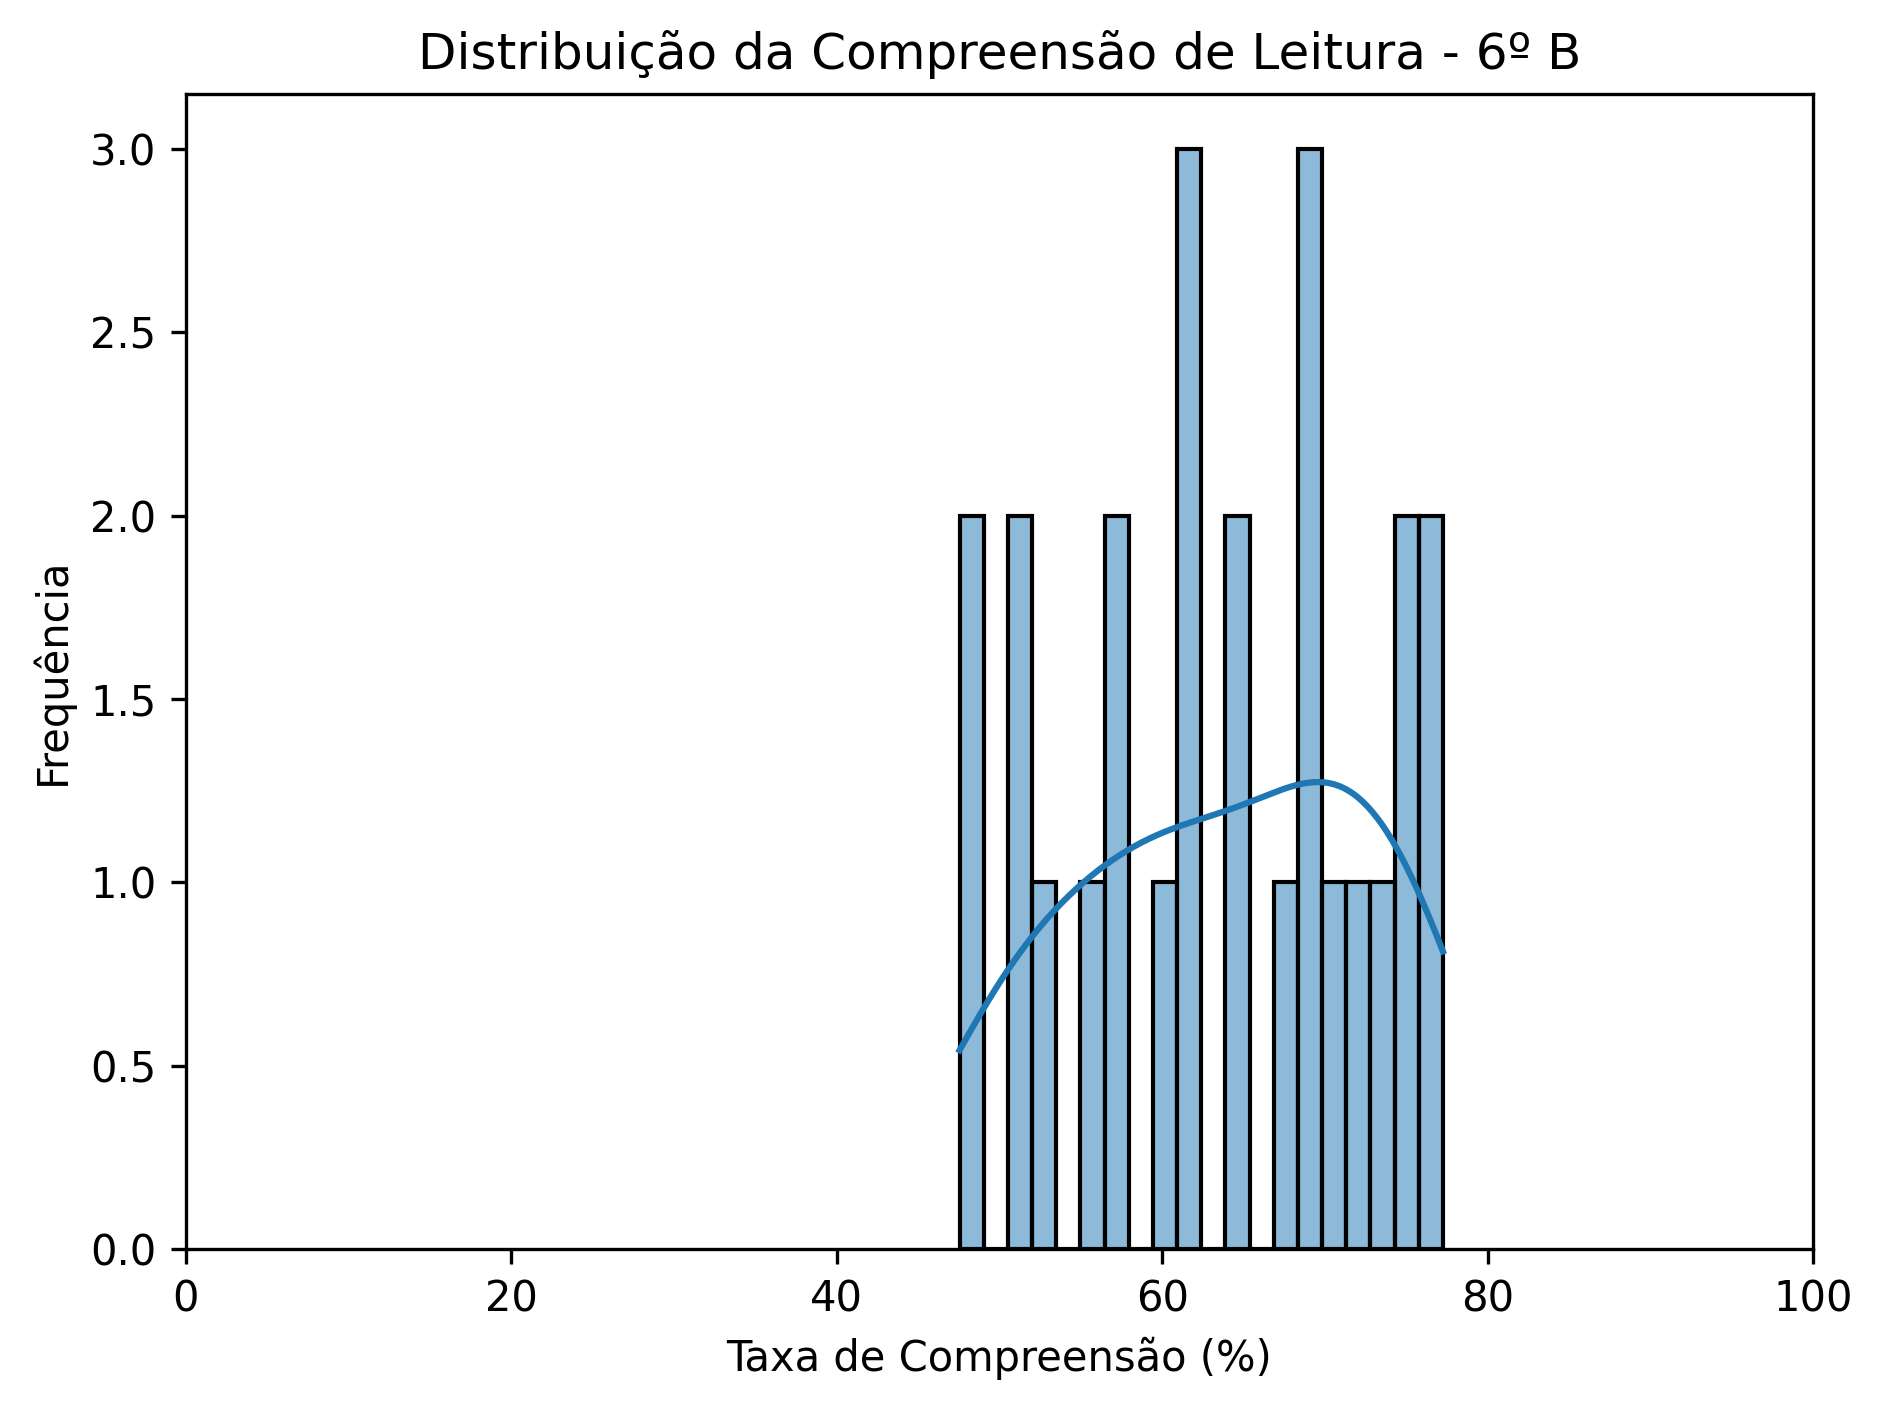 Distribuição da Compreensão de Leitura - 6º B
Frequência
3.0
2.5
2.0
1.5
1.0
0.5
0.0
0 20 40 60 80 100
Taxa de Compreensão (%)